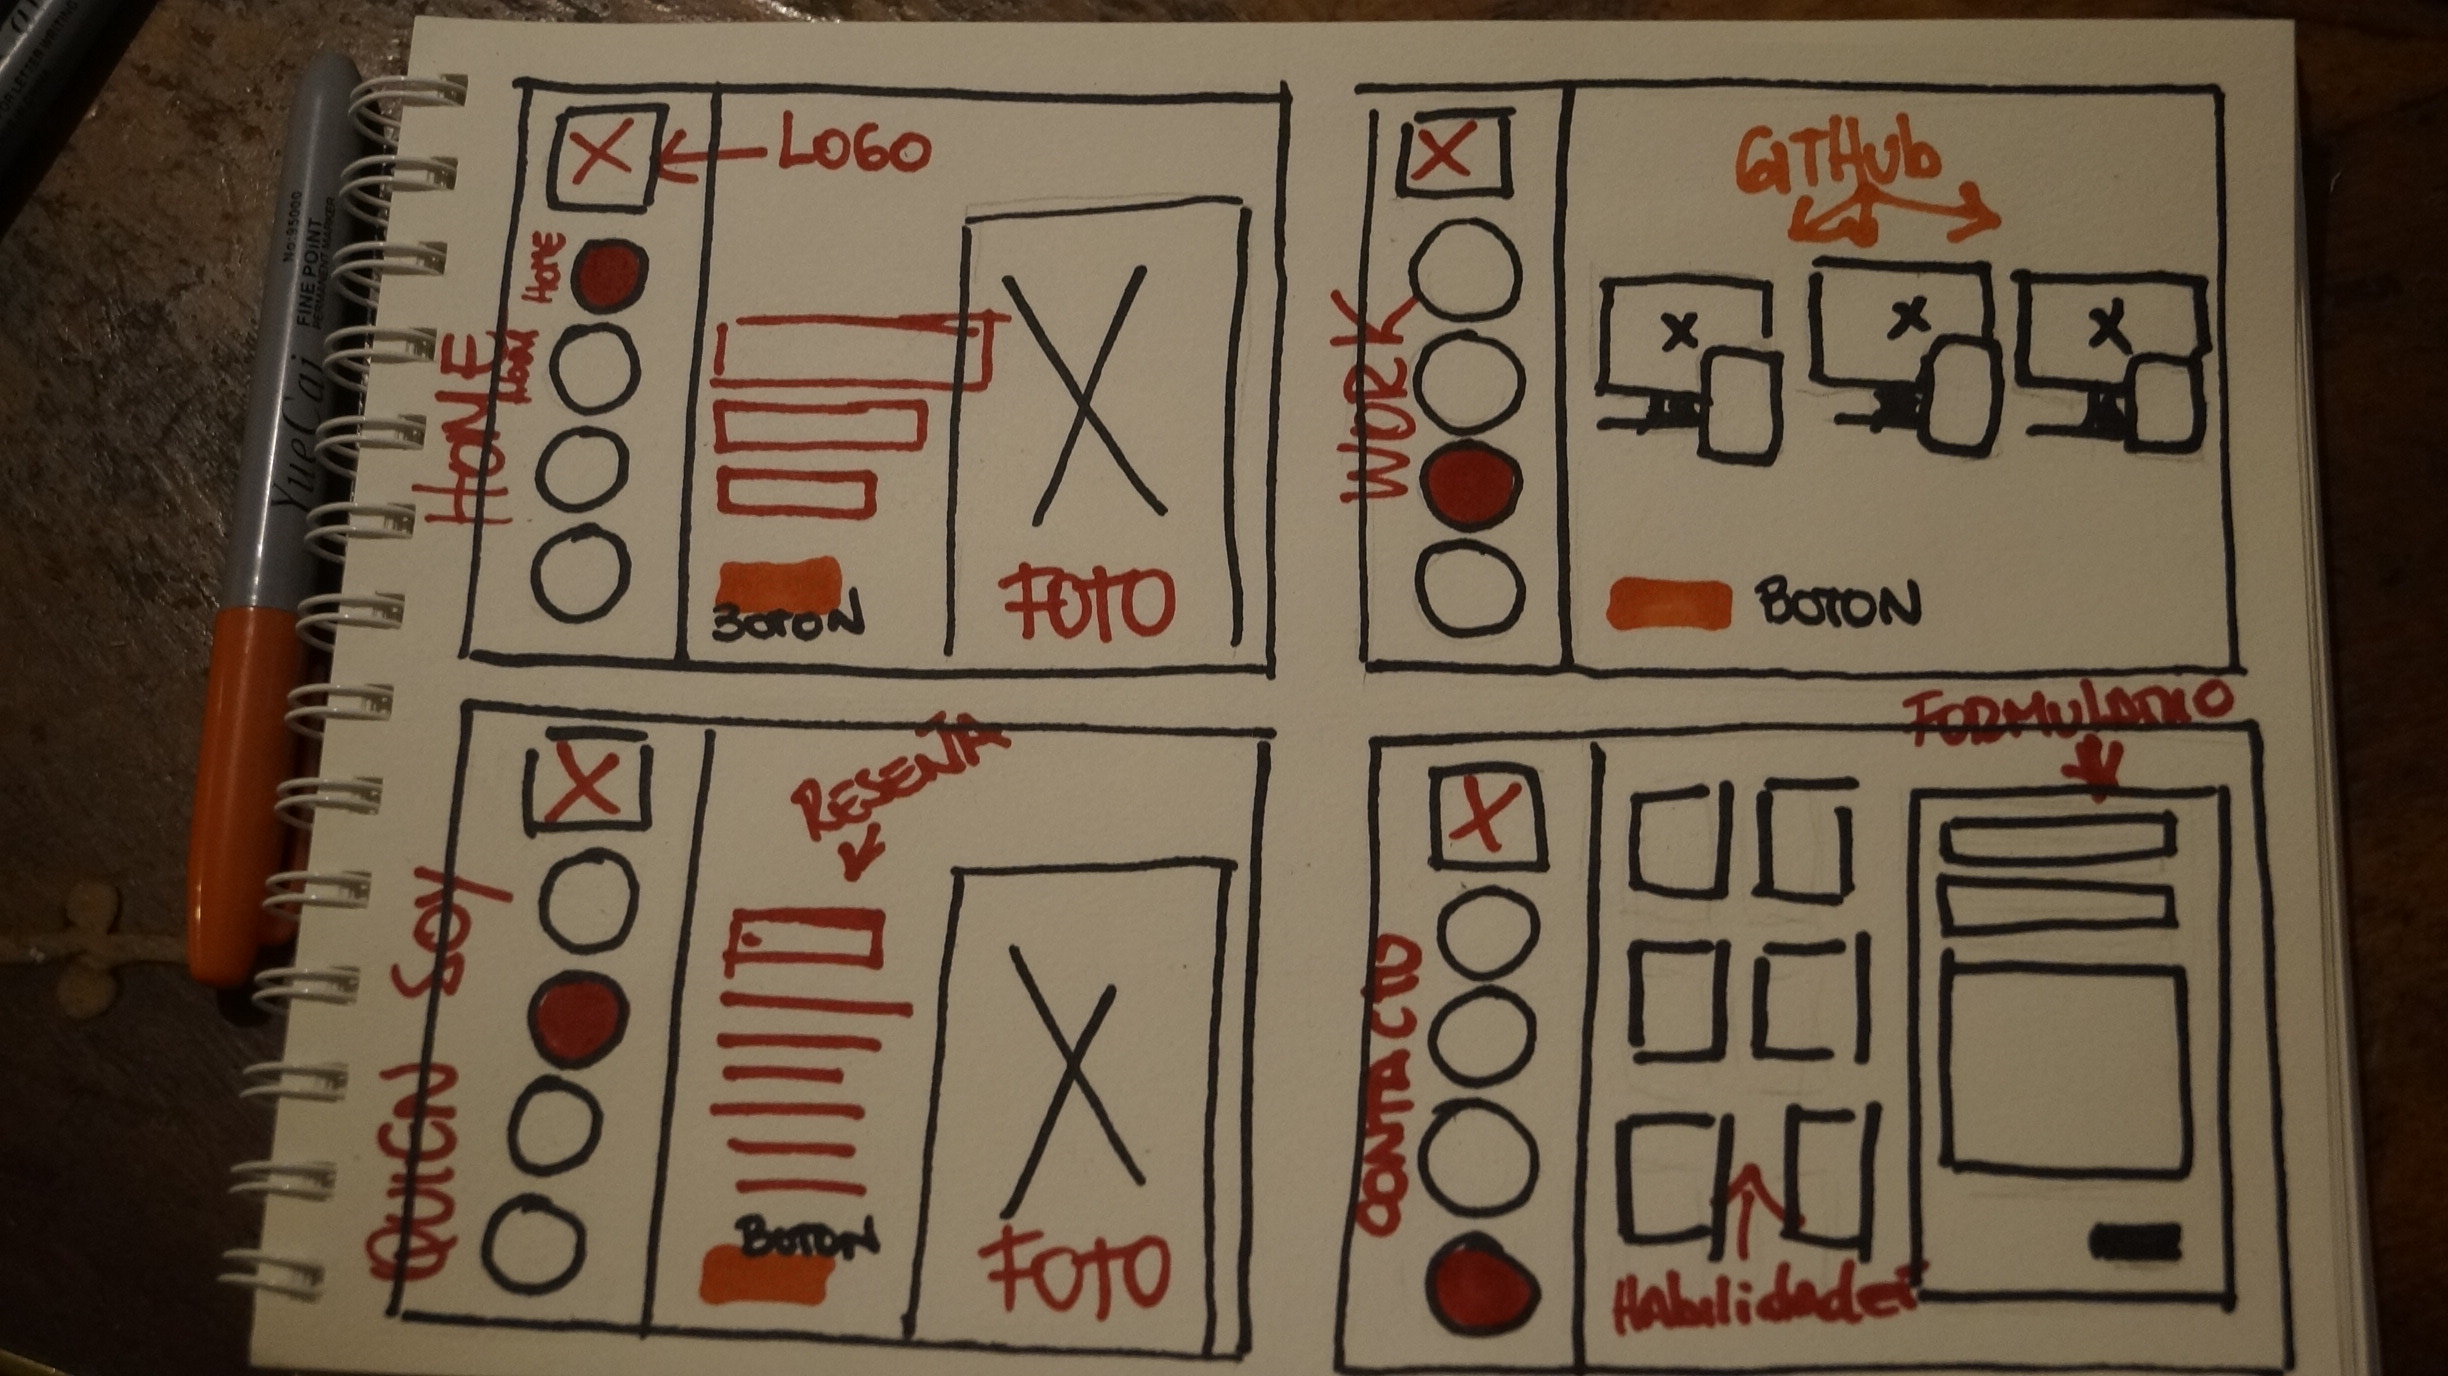 LOGO
HOME
HOME
BOTON
FOTO
GITHUB
WORK
BOTON
QUIEN SOY
RESEÑA
BOTON
FOTO
CONTACTO
FORMULARIO
Habilidades
YueCai
FINE POINT
PERMANENT MARKER
No:95000